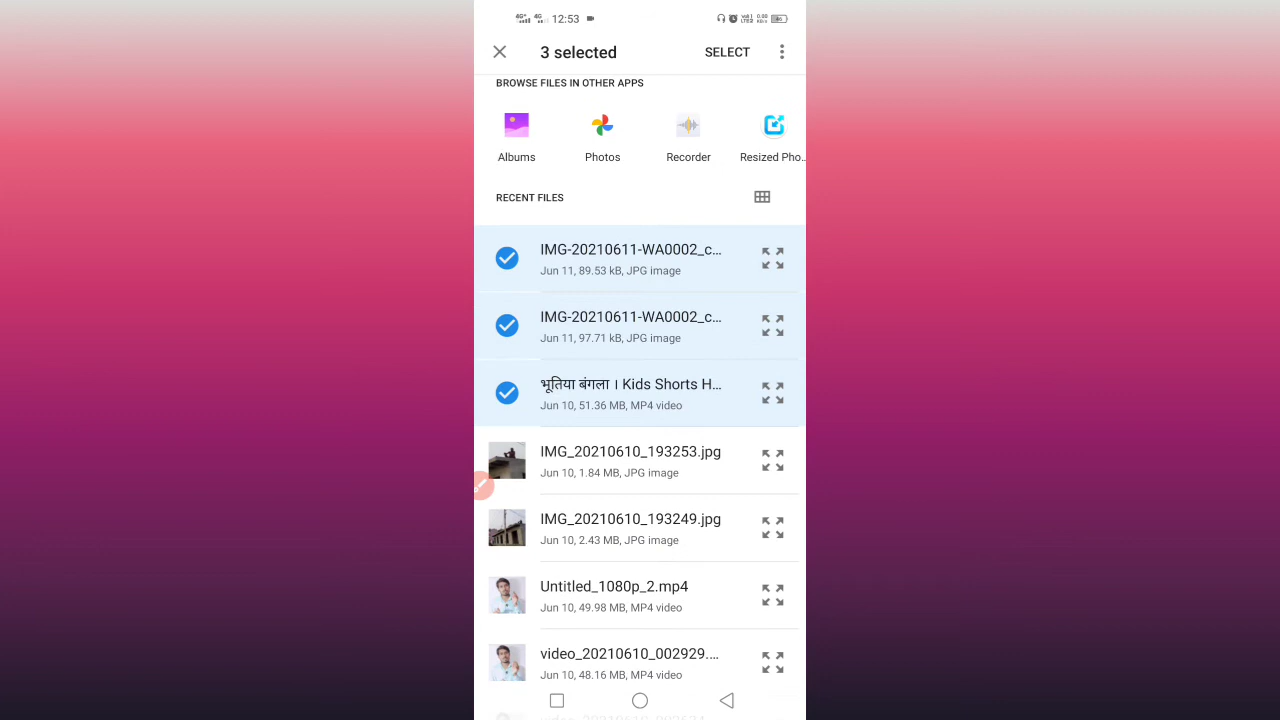 4G+ 4G 12:53
3 selected SELECT
BROWSE FILES IN OTHER APPS
Albums Photos Recorder Resized Pho...
RECENT FILES
IMG-20210611-WA0002_c...
Jun 11, 89.53 kB, JPG image
IMG-20210611-WA0002_c...
Jun 11, 97.71 kB, JPG image
भूतिया बंगला । Kids Shorts H...
Jun 10, 51.36 MB, MP4 video
IMG_20210610_193253.jpg
Jun 10, 1.84 MB, JPG image
IMG_20210610_193249.jpg
Jun 10, 2.43 MB, JPG image
Untitled_1080p_2.mp4
Jun 10, 49.98 MB, MP4 video
video_20210610_002929....
Jun 10, 48.16 MB, MP4 video